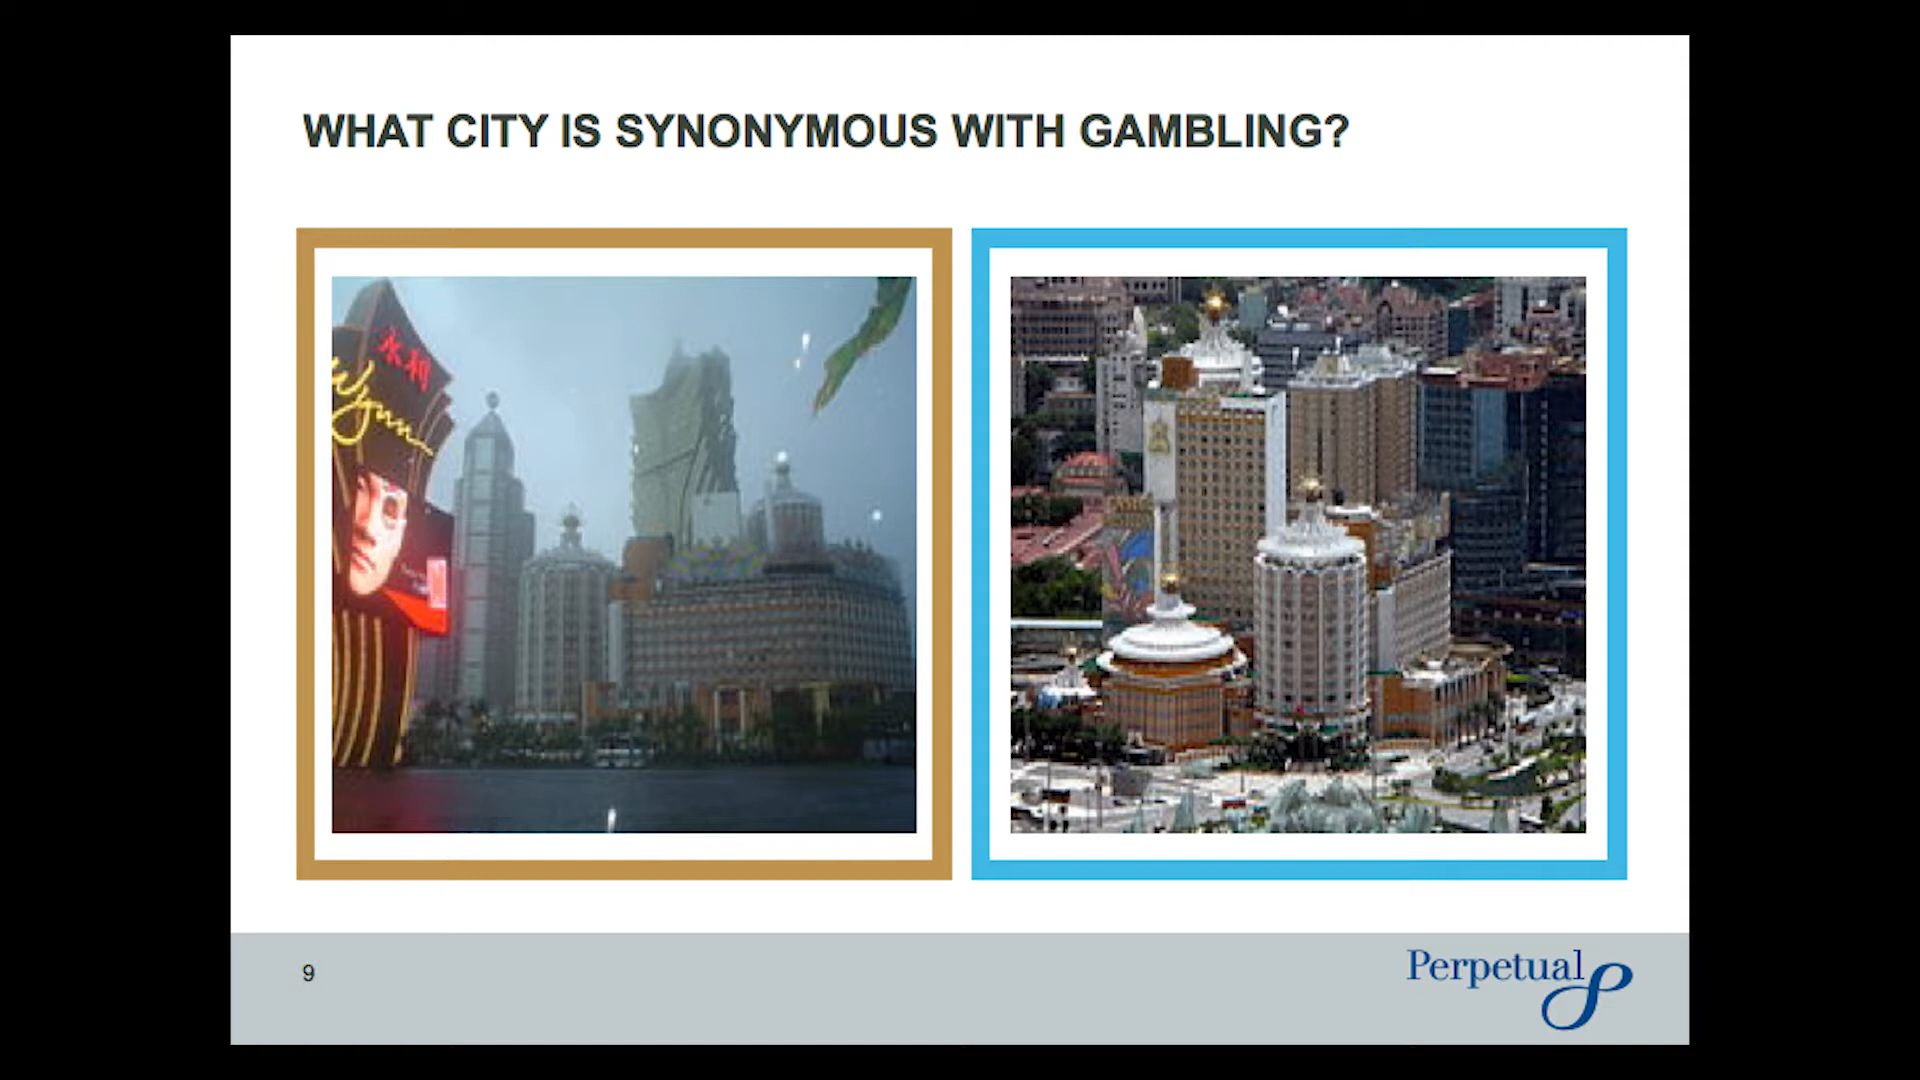 WHAT CITY IS SYNONYMOUS WITH GAMBLING?
永利
Wynn
9
Perpetual